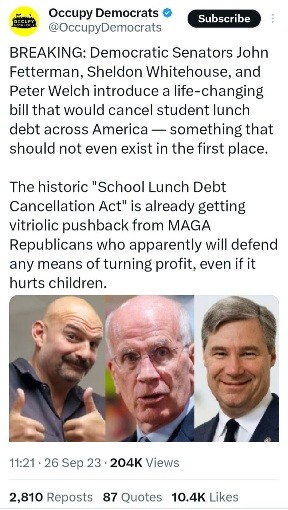 OCCUPY
Occupy Democrats
@OccupyDemocrats
Subscribe
BREAKING: Democratic Senators John
Fetterman, Sheldon Whitehouse, and
Peter Welch introduce a life-changing
bill that would cancel student lunch
debt across America — something that
should not even exist in the first place.
The historic "School Lunch Debt
Cancellation Act" is already getting
vitriolic pushback from MAGA
Republicans who apparently will defend
any means of turning profit, even if it
hurts children.
11:21 · 26 Sep 23 · 204K Views
2,810 Reposts 87 Quotes 10.4K Likes